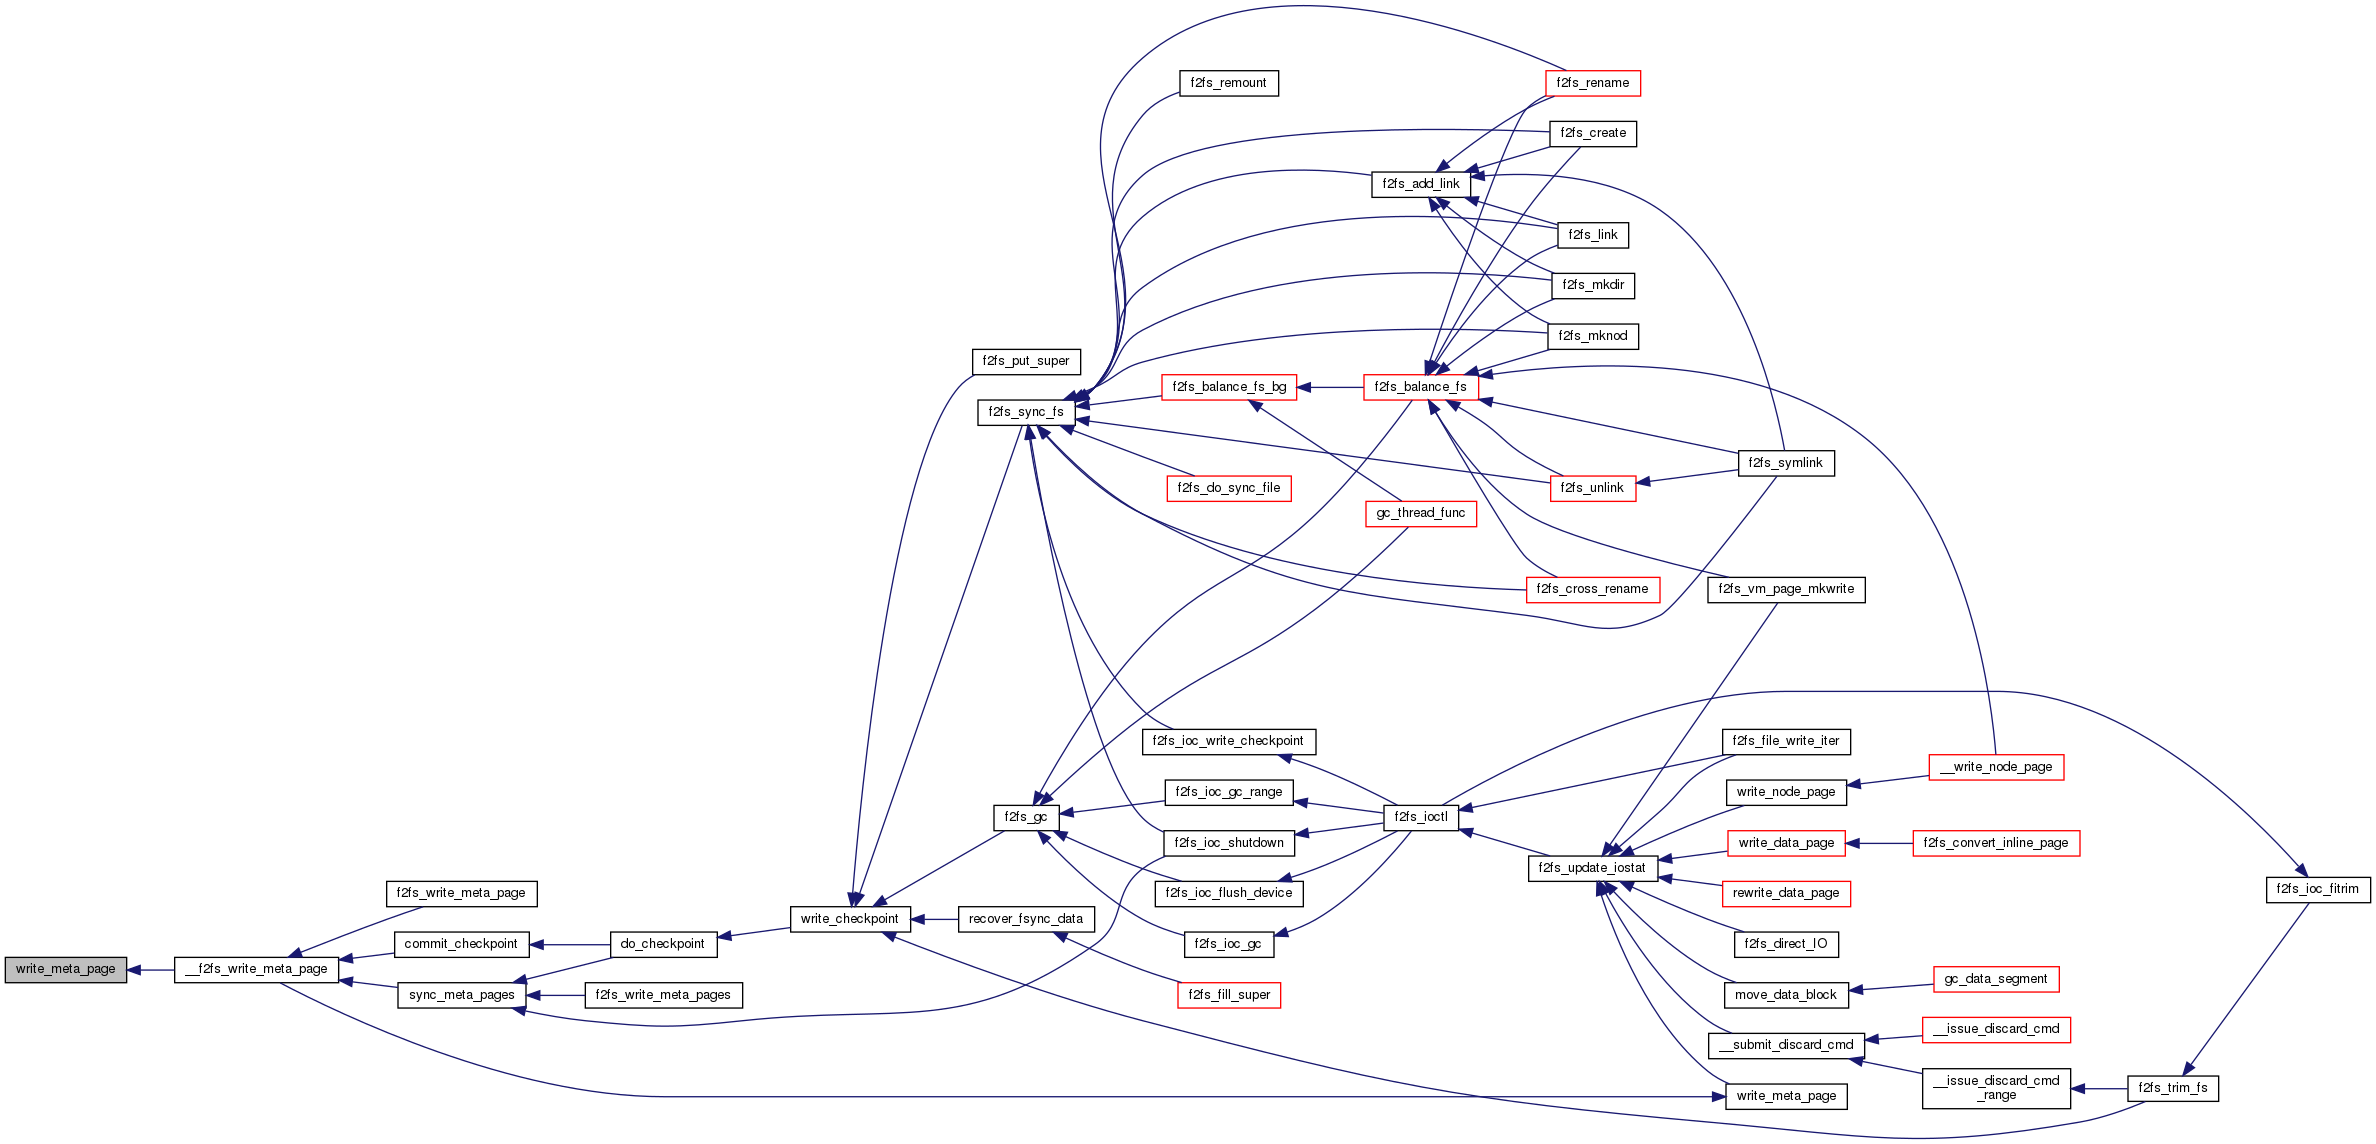 f2fs_rename
f2fs_remount
f2fs_create
f2fs_add_link
f2fs_link
f2fs_mkdir
f2fs_mknod
f2fs_put_super
f2fs_balance_fs_bg
f2fs_balance_fs
f2fs_sync_fs
f2fs_symlink
f2fs_do_sync_file
f2fs_unlink
gc_thread_func
f2fs_cross_rename
f2fs_vm_page_mkwrite
f2fs_ioc_write_checkpoint
f2fs_file_write_iter
__write_node_page
f2fs_ioc_gc_range
write_node_page
f2fs_gc
f2fs_ioctl
f2fs_ioc_shutdown
write_data_page
f2fs_convert_inline_page
f2fs_update_iostat
f2fs_write_meta_page
f2fs_ioc_flush_device
rewrite_data_page
f2fs_ioc_fitrim
write_checkpoint
recover_fsync_data
commit_checkpoint
do_checkpoint
f2fs_ioc_gc
f2fs_direct_IO
write_meta_page
__f2fs_write_meta_page
gc_data_segment
sync_meta_pages
f2fs_write_meta_pages
f2fs_fill_super
move_data_block
__issue_discard_cmd
__submit_discard_cmd
__issue_discard_cmd
_range
f2fs_trim_fs
write_meta_page